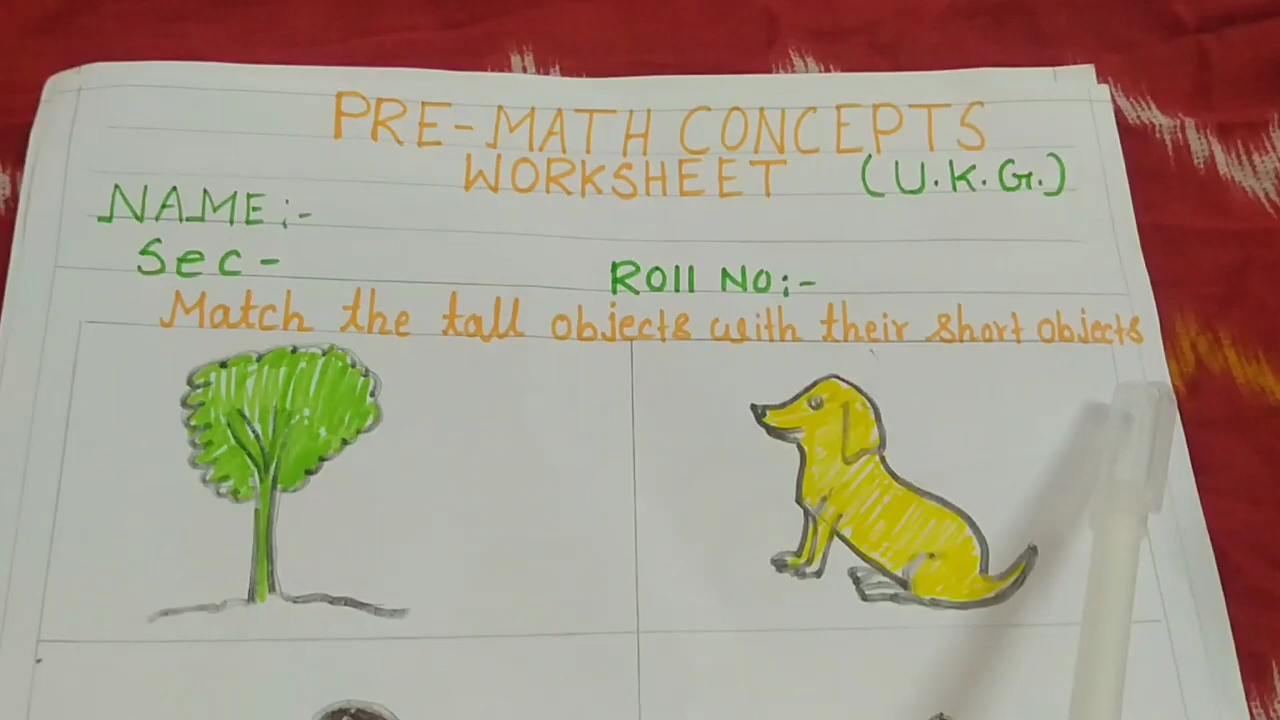 PRE-MATH CONCEPTS
WORKSHEET (U.K.G.)
NAME:-
Sec-
Roll No:-
Match the tall objects with their short objects